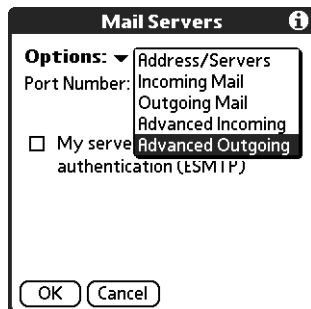 Mail Servers
Options:
Address/Servers
Port Number:
Incoming Mail
Outgoing Mail
Advanced Incoming
My serve
Advanced Outgoing
authentication (ESMTP)
OK
Cancel